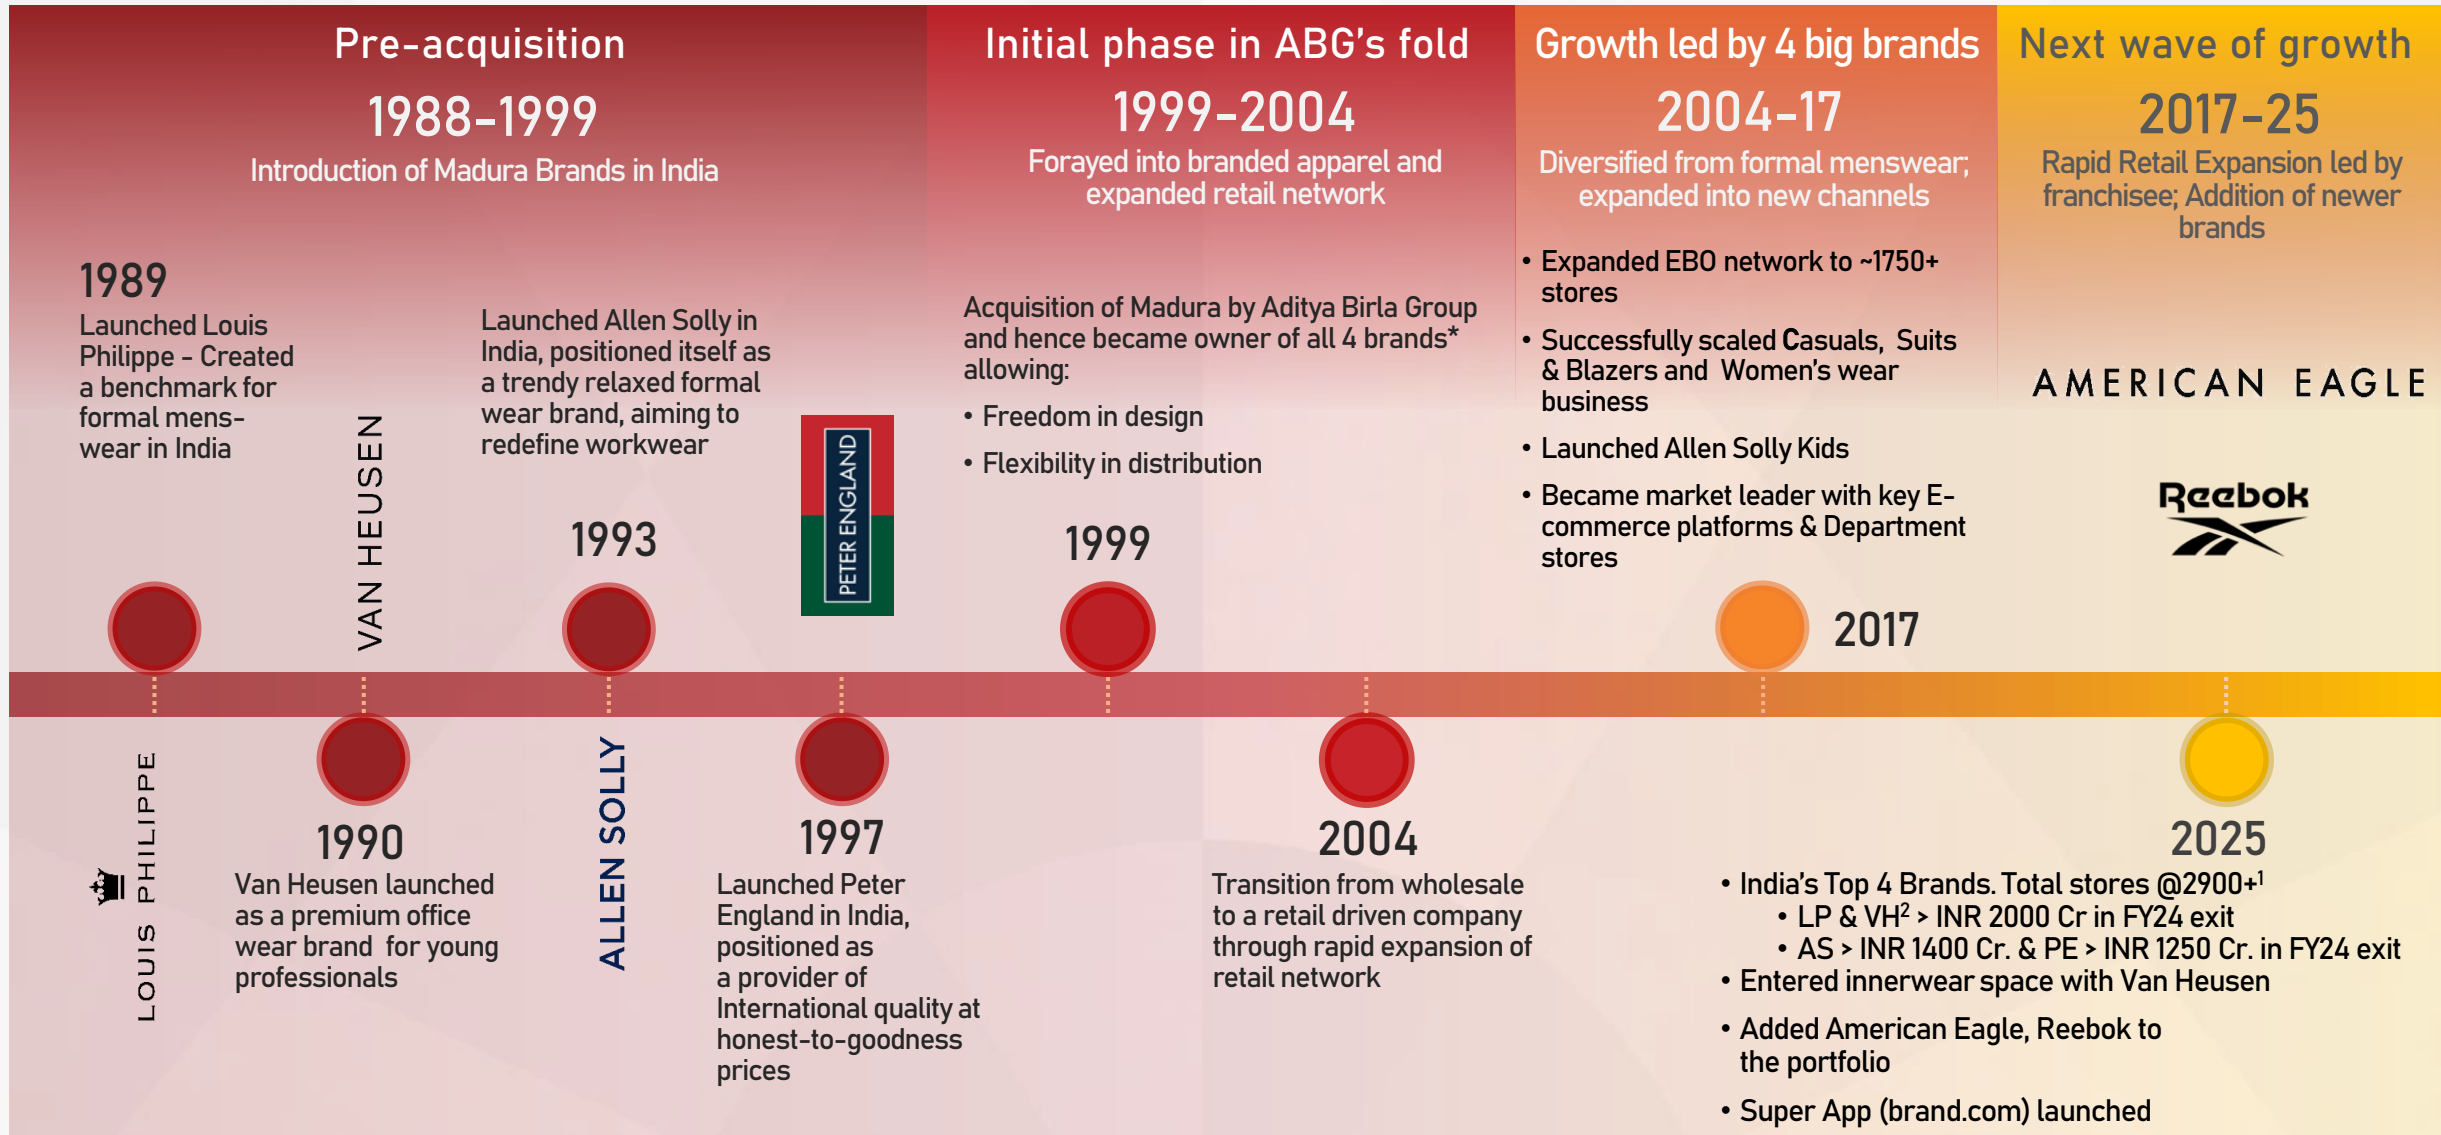 Pre-acquisition
1988-1999
Introduction of Madura Brands in India
Initial phase in ABG's fold
1999-2004
Forayed into branded apparel and
expanded retail network
Growth led by 4 big brands
2004-17
Diversified from formal menswear;
expanded into new channels
Next wave of growth
2017-25
Rapid Retail Expansion led by
franchisee; Addition of newer
brands
1989
Launched Louis
Philippe - Created
a benchmark for
formal mens-
wear in India
VAN HEUSEN
Launched Allen Solly in
India, positioned itself as
a trendy relaxed formal
wear brand, aiming to
redefine workwear
1993
PETER ENGLAND
Acquisition of Madura by Aditya Birla Group
and hence became owner of all 4 brands*
allowing:
• Freedom in design
• Flexibility in distribution
1999
• Expanded EBO network to ~1750+
stores
• Successfully scaled Casuals, Suits
& Blazers and Women's wear
business
• Launched Allen Solly Kids
• Became market leader with key E-
commerce platforms & Department
stores
2017
AMERICAN EAGLE
Reebok
LOUIS PHILIPPE
1990
Van Heusen launched
as a premium office
wear brand for young
professionals
ALLEN SOLLY
1997
Launched Peter
England in India,
positioned as
a provider of
International quality at
honest-to-goodness
prices
2004
Transition from wholesale
to a retail driven company
through rapid expansion of
retail network
2025
• India's Top 4 Brands. Total stores @2900+¹
• LP & VH² > INR 2000 Cr in FY24 exit
• AS > INR 1400 Cr. & PE > INR 1250 Cr. in FY24 exit
• Entered innerwear space with Van Heusen
• Added American Eagle, Reebok to
the portfolio
• Super App (brand.com) launched